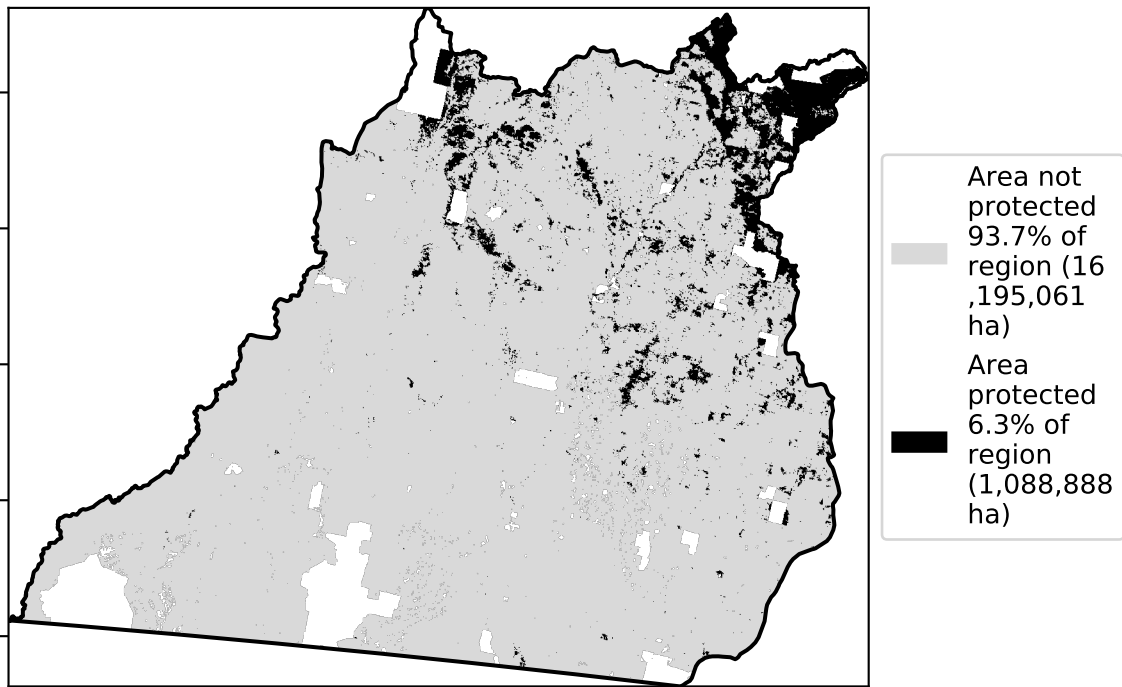 Area not
protected
93.7% of
region (16
,195,061
ha)
Area
protected
6.3% of
region
(1,088,888
ha)